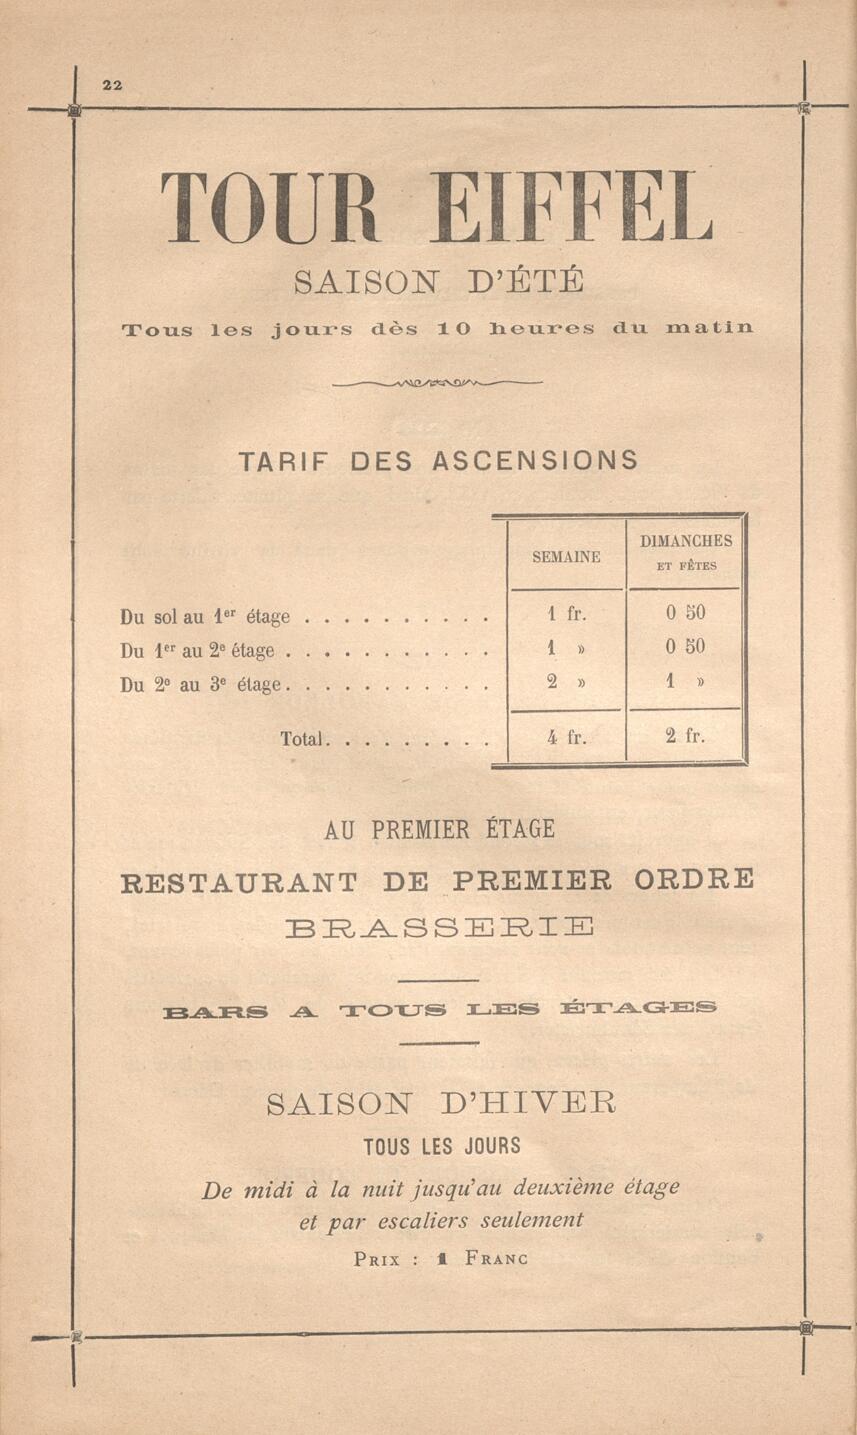 22
TOUR EIFFEL
SAISON D'ÉTÉ
Tous les jours dès 10 heures du matin
TARIF DES ASCENSIONS
SEMAINE DIMANCHES ET FÊTES
Du sol au 1er étage . . . . . . . . . . 1 fr. 0 50
Du 1er au 2e étage . . . . . . . . . . . 1 » 0 50
Du 2e au 3e étage. . . . . . . . . . . 2 » 1 »
Total. . . . . . . . . 4 fr. 2 fr.
AU PREMIER ÉTAGE
RESTAURANT DE PREMIER ORDRE
BRASSERIE
BARS A TOUS LES ÉTAGES
SAISON D'HIVER
TOUS LES JOURS
De midi à la nuit jusqu'au deuxième étage
et par escaliers seulement
PRIX : 1 FRANC